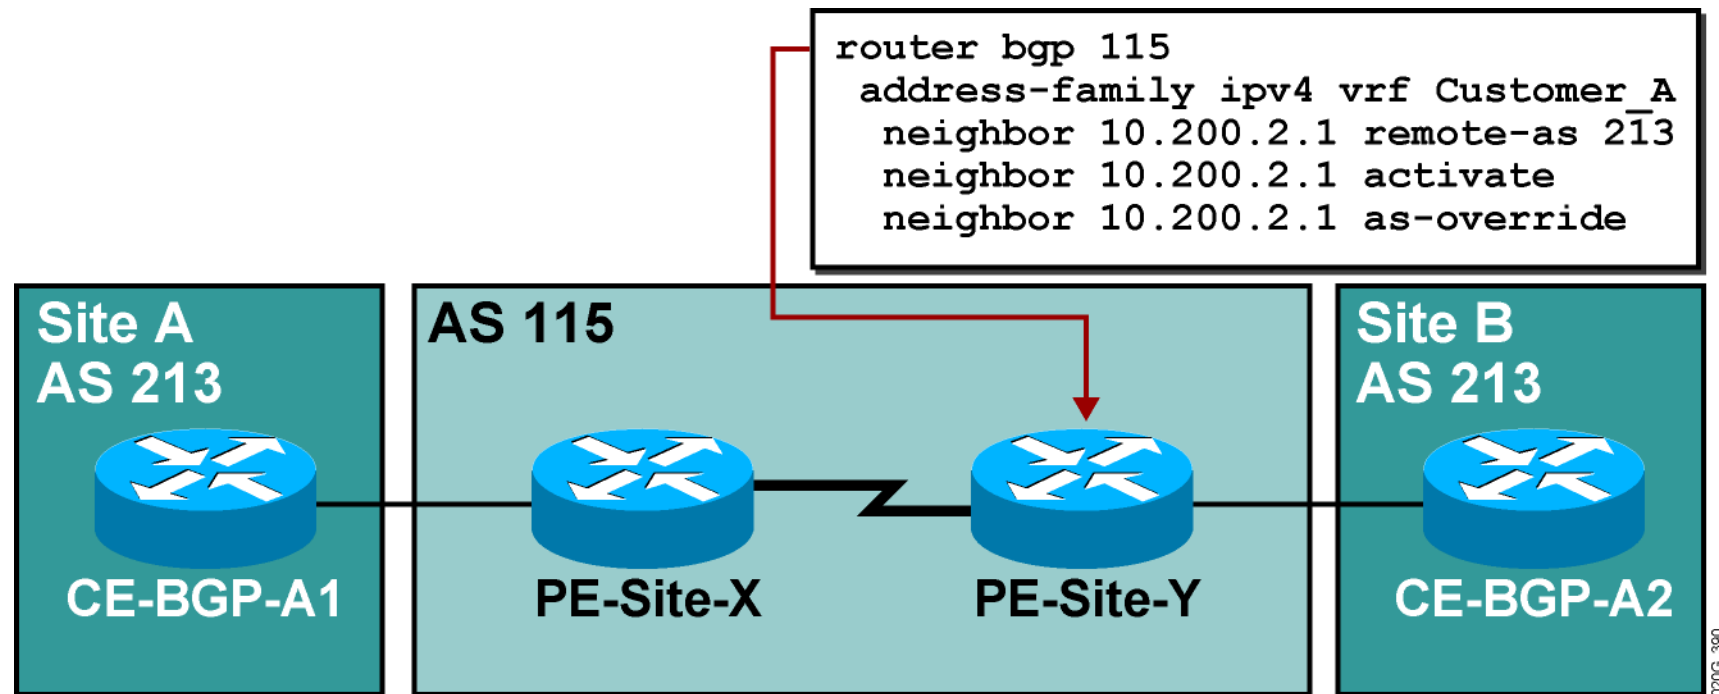 router bgp 115
address-family ipv4 vrf Customer_A
neighbor 10.200.2.1 remote-as 213
neighbor 10.200.2.1 activate
neighbor 10.200.2.1 as-override
Site A
AS 213
AS 115
Site B
AS 213
CE-BGP-A1
PE-Site-X
PE-Site-Y
CE-BGP-A2